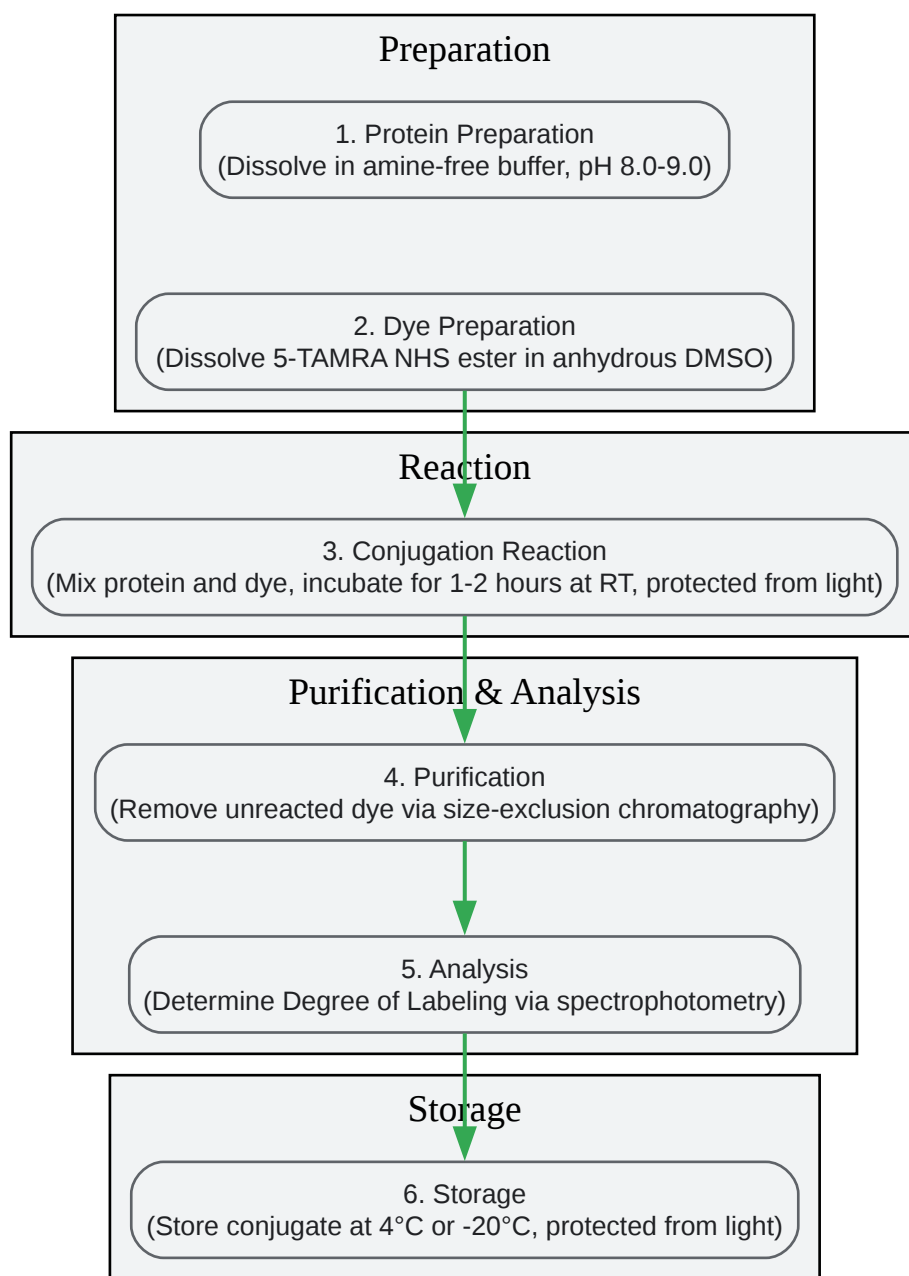 Preparation
1. Protein Preparation
(Dissolve in amine-free buffer, pH 8.0-9.0)
2. Dye Preparation
(Dissolve 5-TAMRA NHS ester in anhydrous DMSO)
Reaction
3. Conjugation Reaction
(Mix protein and dye, incubate for 1-2 hours at RT, protected from light)
Purification & Analysis
4. Purification
(Remove unreacted dye via size-exclusion chromatography)
5. Analysis
(Determine Degree of Labeling via spectrophotometry)
Storage
6. Storage
(Store conjugate at 4°C or -20°C, protected from light)